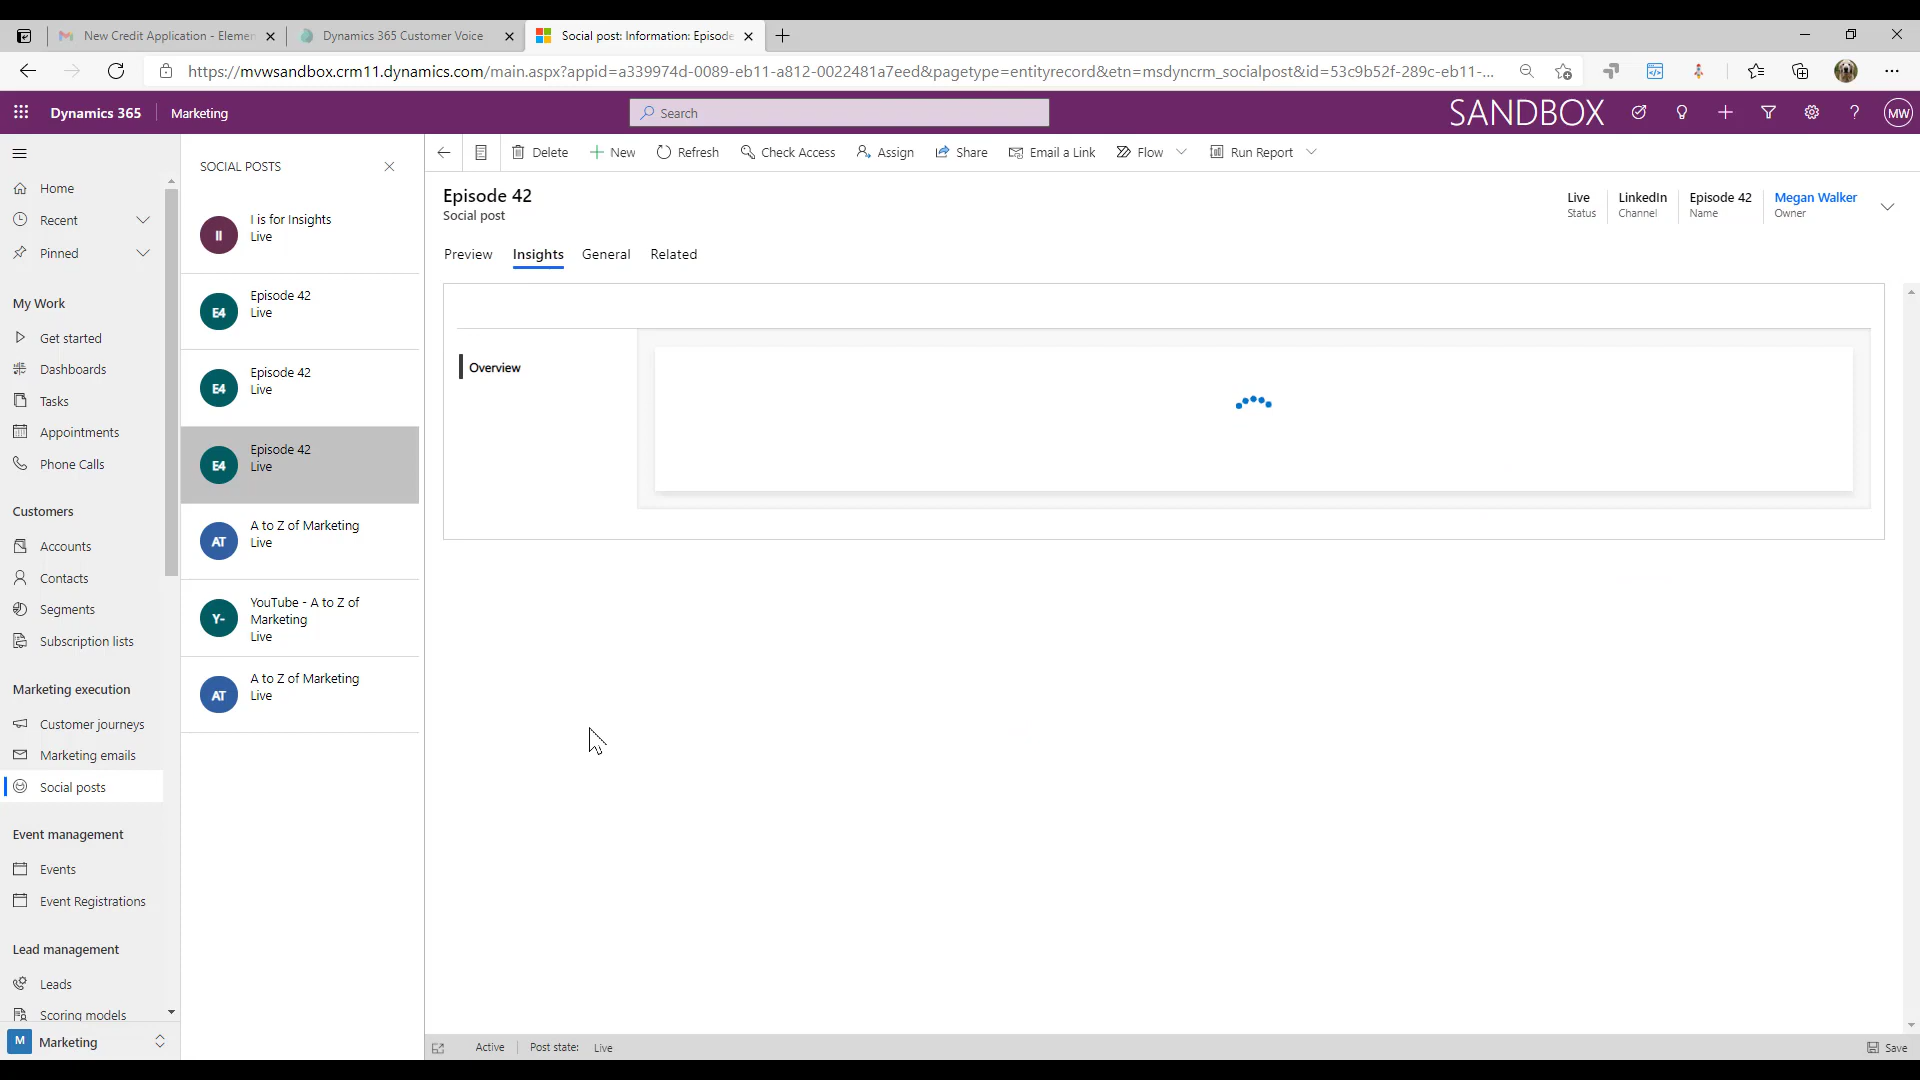 New Credit Application - Elemen
Dynamics 365 Customer Voice
Social post: Information: Episode
https://mvwsandbox.crm11.dynamics.com/main.aspx?appid=a339974d-0089-eb11-a812-0022481a7eed&pagetype=entityrecord&etn=msdyncrm_socialpost&id=53c9b52f-289c-eb11-...
Dynamics 365
Marketing
Search
SANDBOX
MW
Home
Recent
Pinned
My Work
Get started
Dashboards
Tasks
Appointments
Phone Calls
Customers
Accounts
Contacts
Segments
Subscription lists
Marketing execution
Customer journeys
Marketing emails
Social posts
Event management
Events
Event Registrations
Lead management
Leads
Scoring models
M
Marketing
SOCIAL POSTS
II
I is for Insights
Live
E4
Episode 42
Live
E4
Episode 42
Live
E4
Episode 42
Live
AT
A to Z of Marketing
Live
Y-
YouTube - A to Z of
Marketing
Live
AT
A to Z of Marketing
Live
Delete
New
Refresh
Check Access
Assign
Share
Email a Link
Flow
Run Report
Episode 42
Social post
Live
Status
LinkedIn
Channel
Episode 42
Name
Megan Walker
Owner
Preview
Insights
General
Related
Overview
Active
Post state:
Live
Save